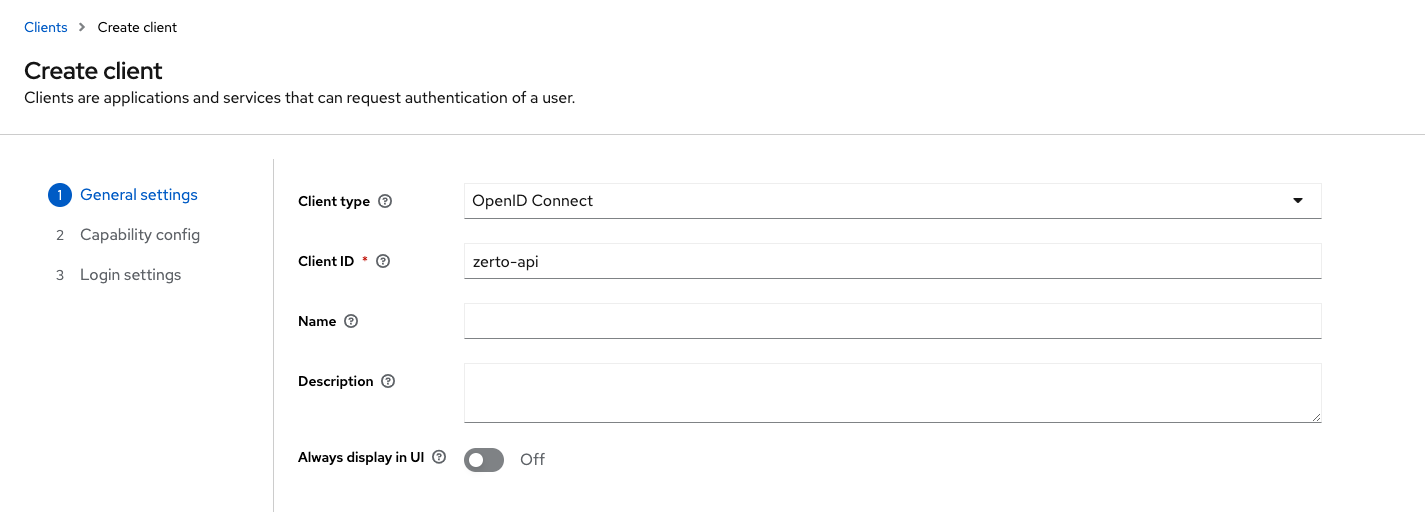 Clients > Create client
Create client
Clients are applications and services that can request authentication of a user.
1 General settings
2 Capability config
3 Login settings
Client type ? OpenID Connect
Client ID * ? zerto-api
Name ?
Description ?
Always display in UI ? Off